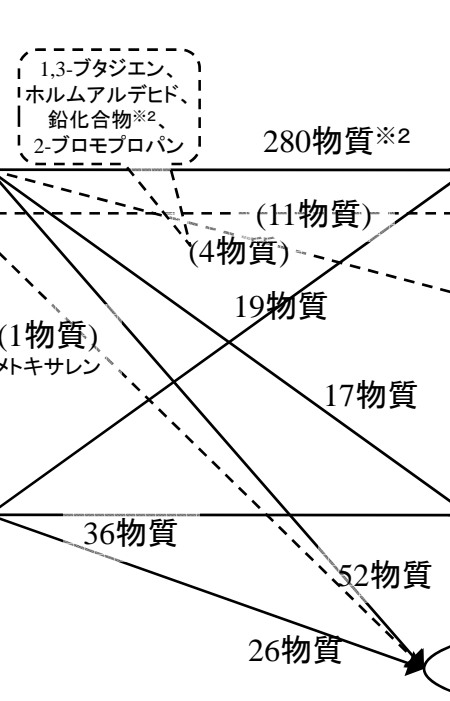 1,3-ブタジエン、
ホルムアルデヒド、
鉛化合物※2、
2-ブロモプロパン
280物質※2
(11物質)
(4物質)
19物質
(1物質)
メトキサレン
17物質
36物質
52物質
26物質